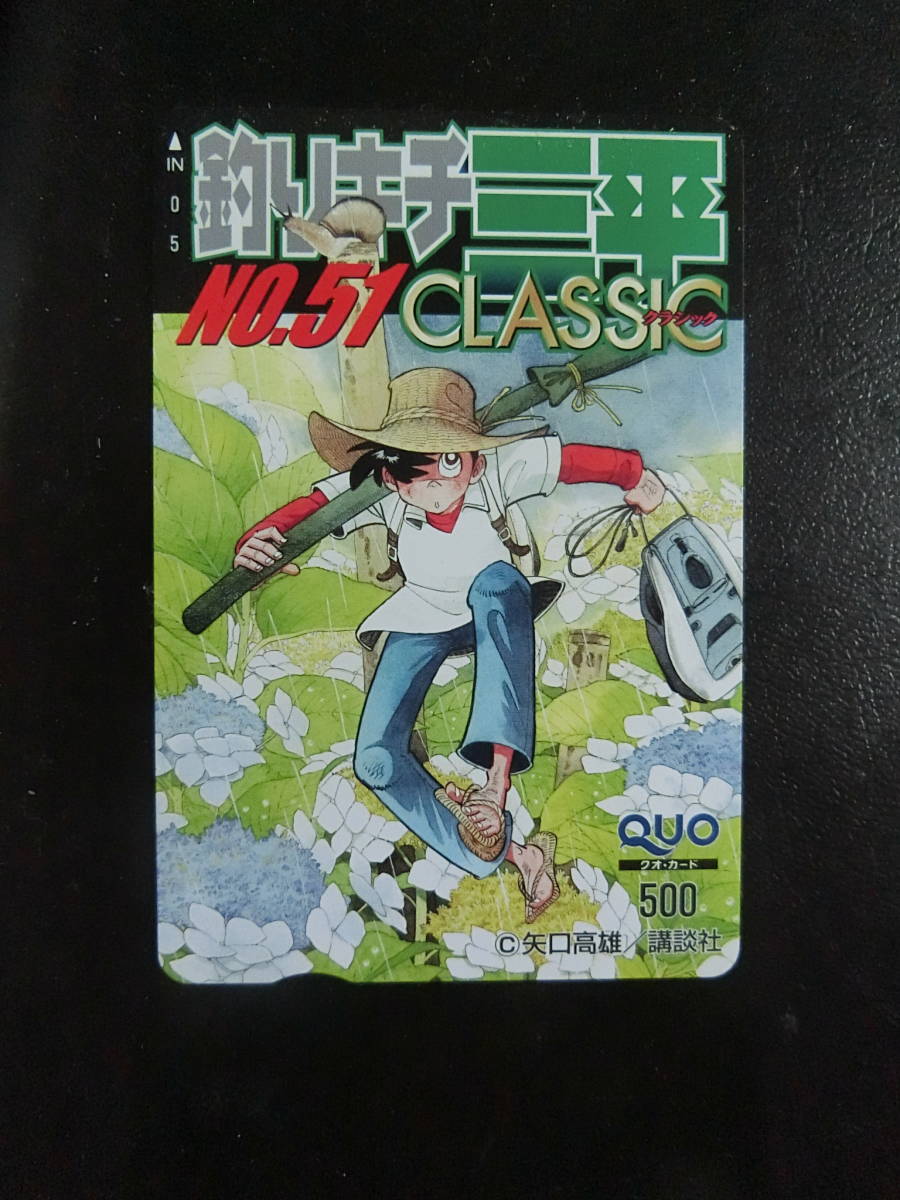 IN
0
5
釣りキチ三平
NO.51 CLASSIC
クラシック
QUO
クオ・カード
500
©矢口高雄／講談社